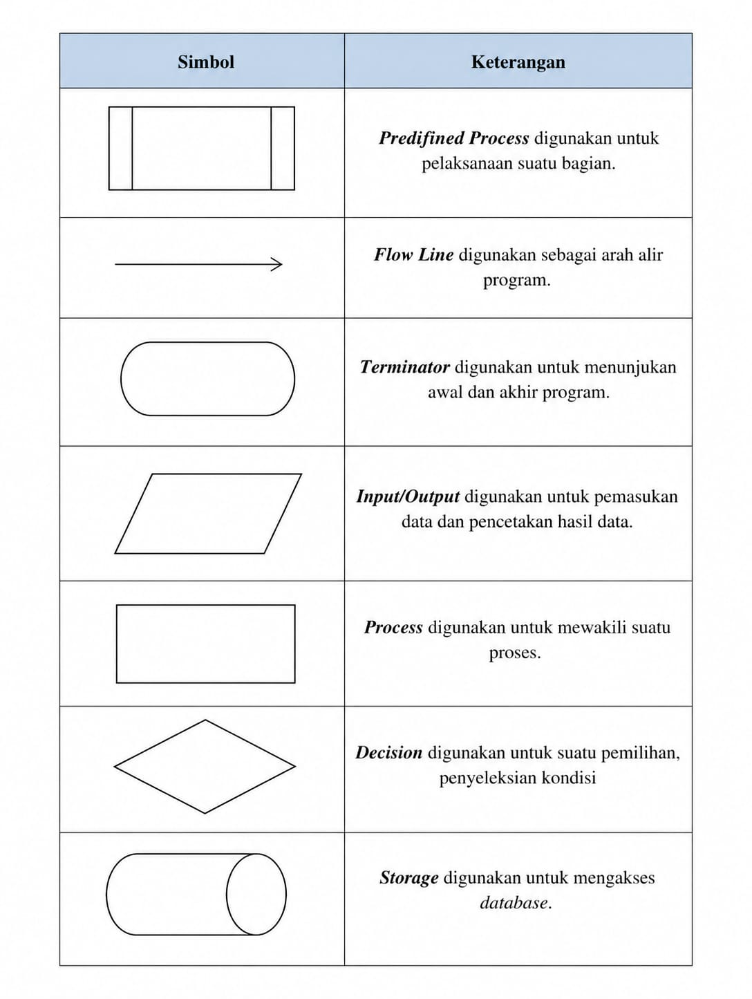 Simbol
Keterangan
Predifined Process digunakan untuk
pelaksanaan suatu bagian.
Flow Line digunakan sebagai arah alir
program.
Terminator digunakan untuk menunjukan
awal dan akhir program.
Input/Output digunakan untuk pemasukan
data dan pencetakan hasil data.
Process digunakan untuk mewakili suatu
proses.
Decision digunakan untuk suatu pemilihan,
penyeleksian kondisi
Storage digunakan untuk mengakses
database.